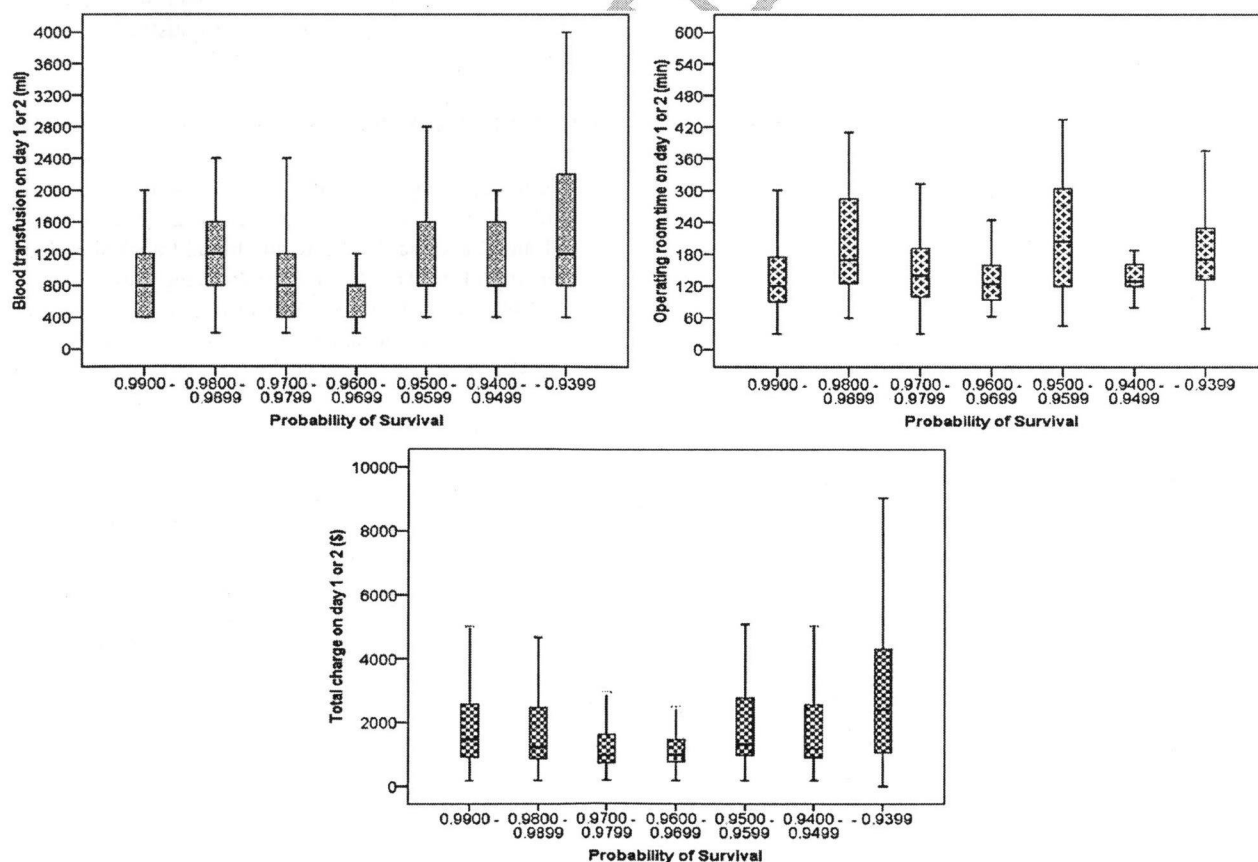 Blood transfusion on day 1 or 2 (ml)
4000
3600
3200
2800
2400
2000
1600
1200
800
400
0
0.9900 - 0.9800 - 0.9700 - 0.9600 - 0.9500 - 0.9400 - - 0.9399
0.9899 0.9799 0.9699 0.9599 0.9499
Probability of Survival
Operating room time on day 1 or 2 (min)
600
540
480
420
360
300
240
180
120
60
0
0.9900 - 0.9800 - 0.9700 - 0.9600 - 0.9500 - 0.9400 - - 0.9399
0.9899 0.9799 0.9699 0.9599 0.9499
Probability of Survival
Total charge on day 1 or 2 ($)
10000
8000
6000
4000
2000
0
0.9900 - 0.9800 - 0.9700 - 0.9600 - 0.9500 - 0.9400 - - 0.9399
0.9899 0.9799 0.9699 0.9599 0.9499
Probability of Survival